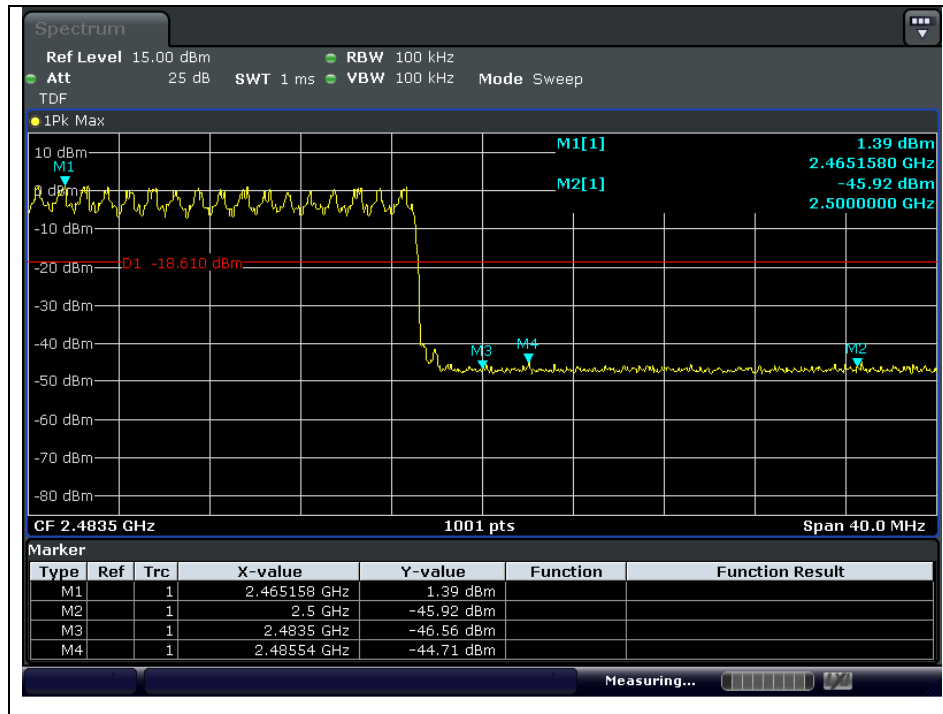 Spectrum
Ref Level 15.00 dBm RBW 100 kHz
Att 25 dB SWT 1 ms VBW 100 kHz Mode Sweep
TDF
1Pk Max
M1[1] 1.39 dBm
2.4651580 GHz
M2[1] -45.92 dBm
2.5000000 GHz
10 dBm
M1
0 dBm
-10 dBm
D1 -18.610 dBm
-20 dBm
-30 dBm
-40 dBm
M3 M4 M2
-50 dBm
-60 dBm
-70 dBm
-80 dBm
CF 2.4835 GHz 1001 pts Span 40.0 MHz
Marker
Type Ref Trc X-value Y-value Function Function Result
M1 1 2.465158 GHz 1.39 dBm
M2 1 2.5 GHz -45.92 dBm
M3 1 2.4835 GHz -46.56 dBm
M4 1 2.48554 GHz -44.71 dBm
Measuring...